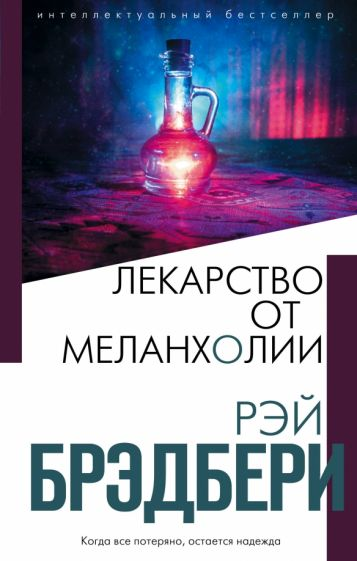 интеллектуальный бестселлер
ЛЕКАРСТВО
ОТ
МЕЛАНХОЛИИ
РЭЙ
БРЭДБЕРИ
Когда все потеряно, остается надежда